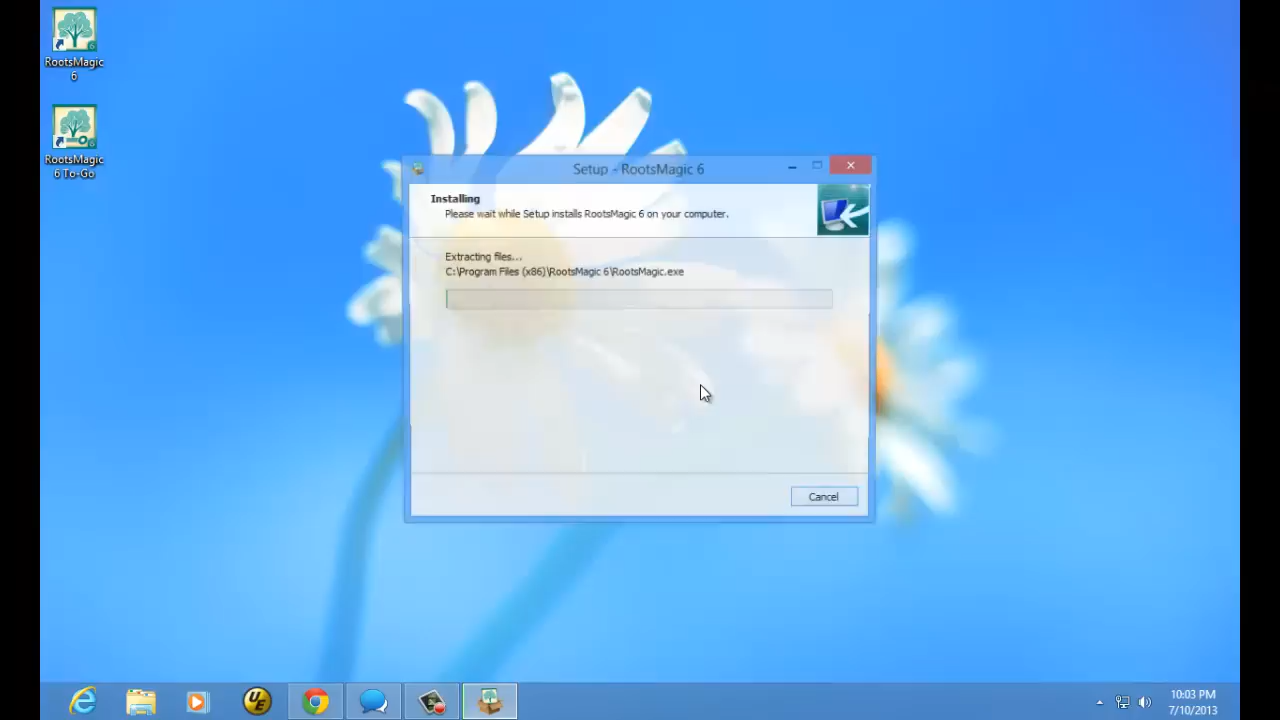 RootsMagic
6
RootsMagic
6 To-Go
Setup - RootsMagic 6
Installing
Please wait while Setup installs RootsMagic 6 on your computer.
Extracting files...
C:\Program Files (x86)\RootsMagic 6\RootsMagic.exe
Cancel
UE
10:03 PM
7/10/2013